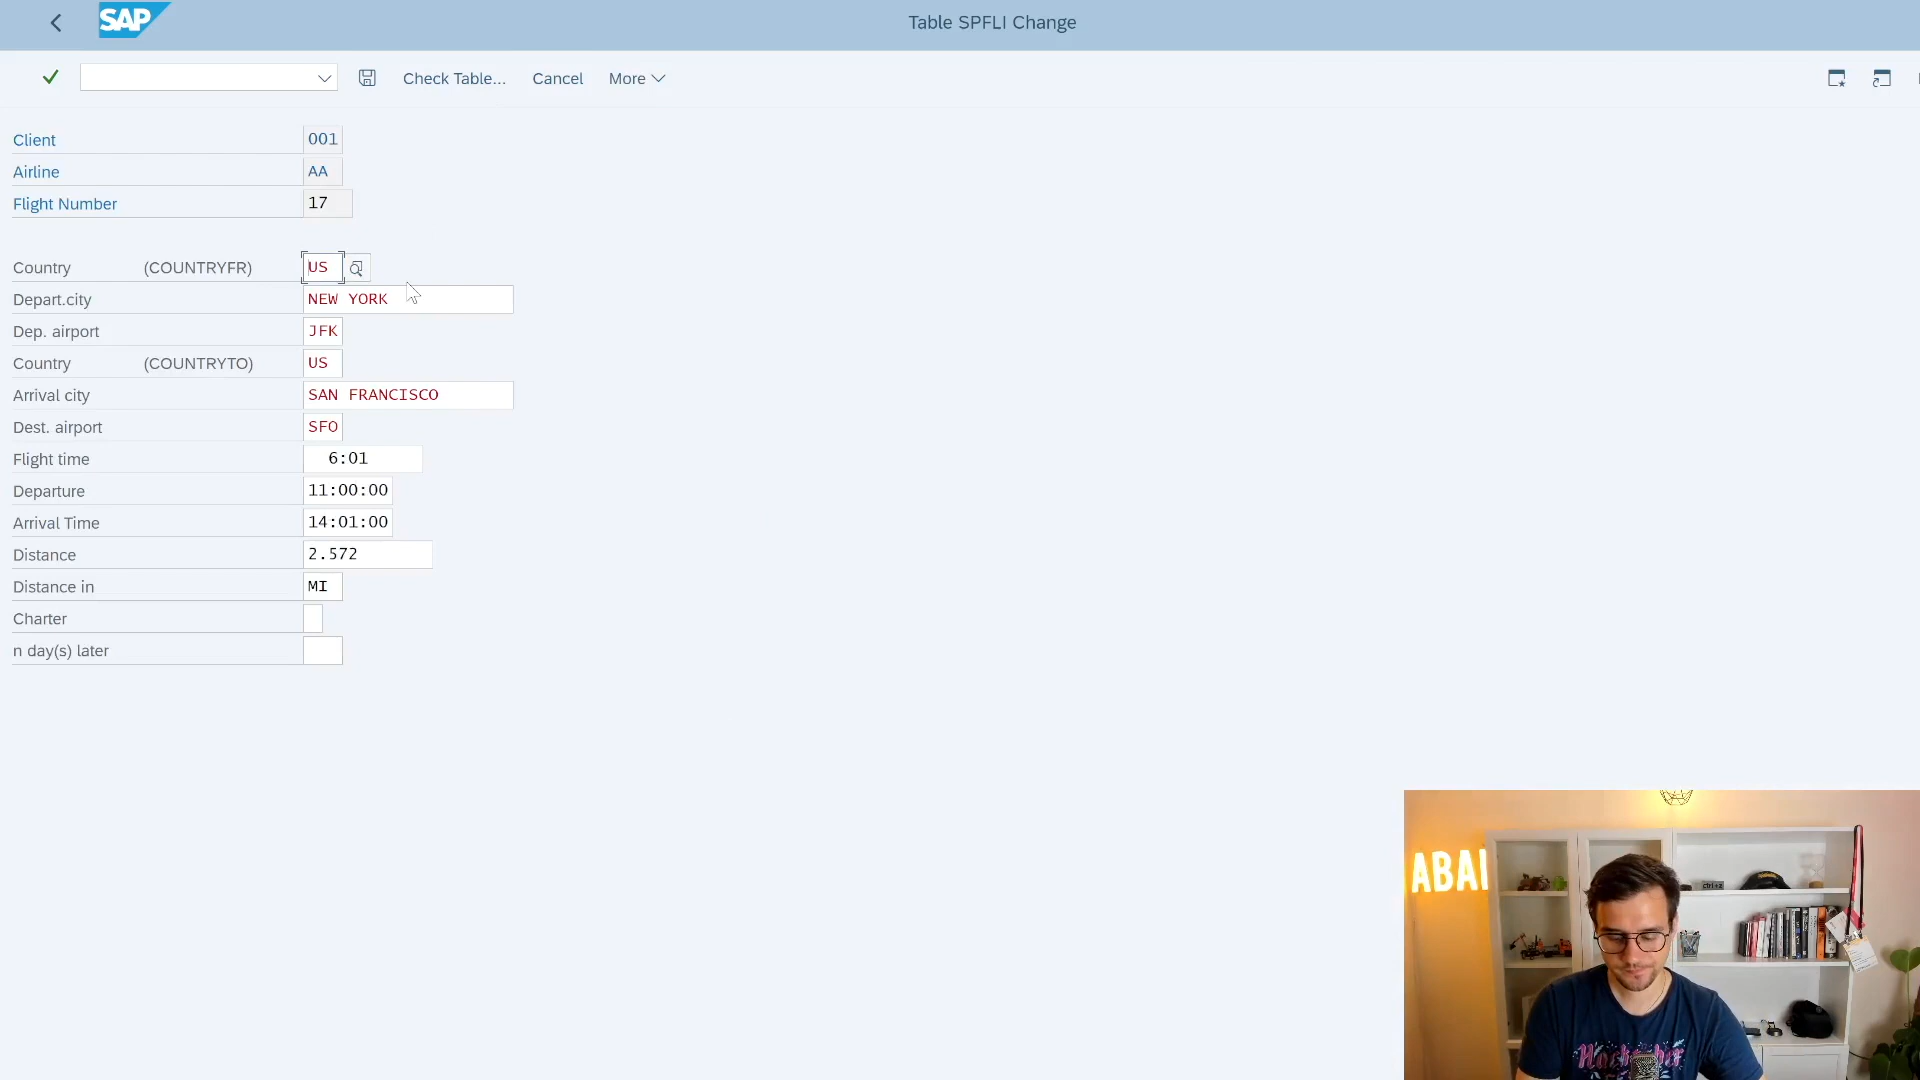 SAP
Table SPFLI Change
Check Table... Cancel More
Client 001
Airline AA
Flight Number 17
Country (COUNTRYFR) US
Depart.city NEW YORK
Dep. airport JFK
Country (COUNTRYTO) US
Arrival city SAN FRANCISCO
Dest. airport SFO
Flight time 6:01
Departure 11:00:00
Arrival Time 14:01:00
Distance 2.572
Distance in MI
Charter
n day(s) later
ABAI
ctrl+z